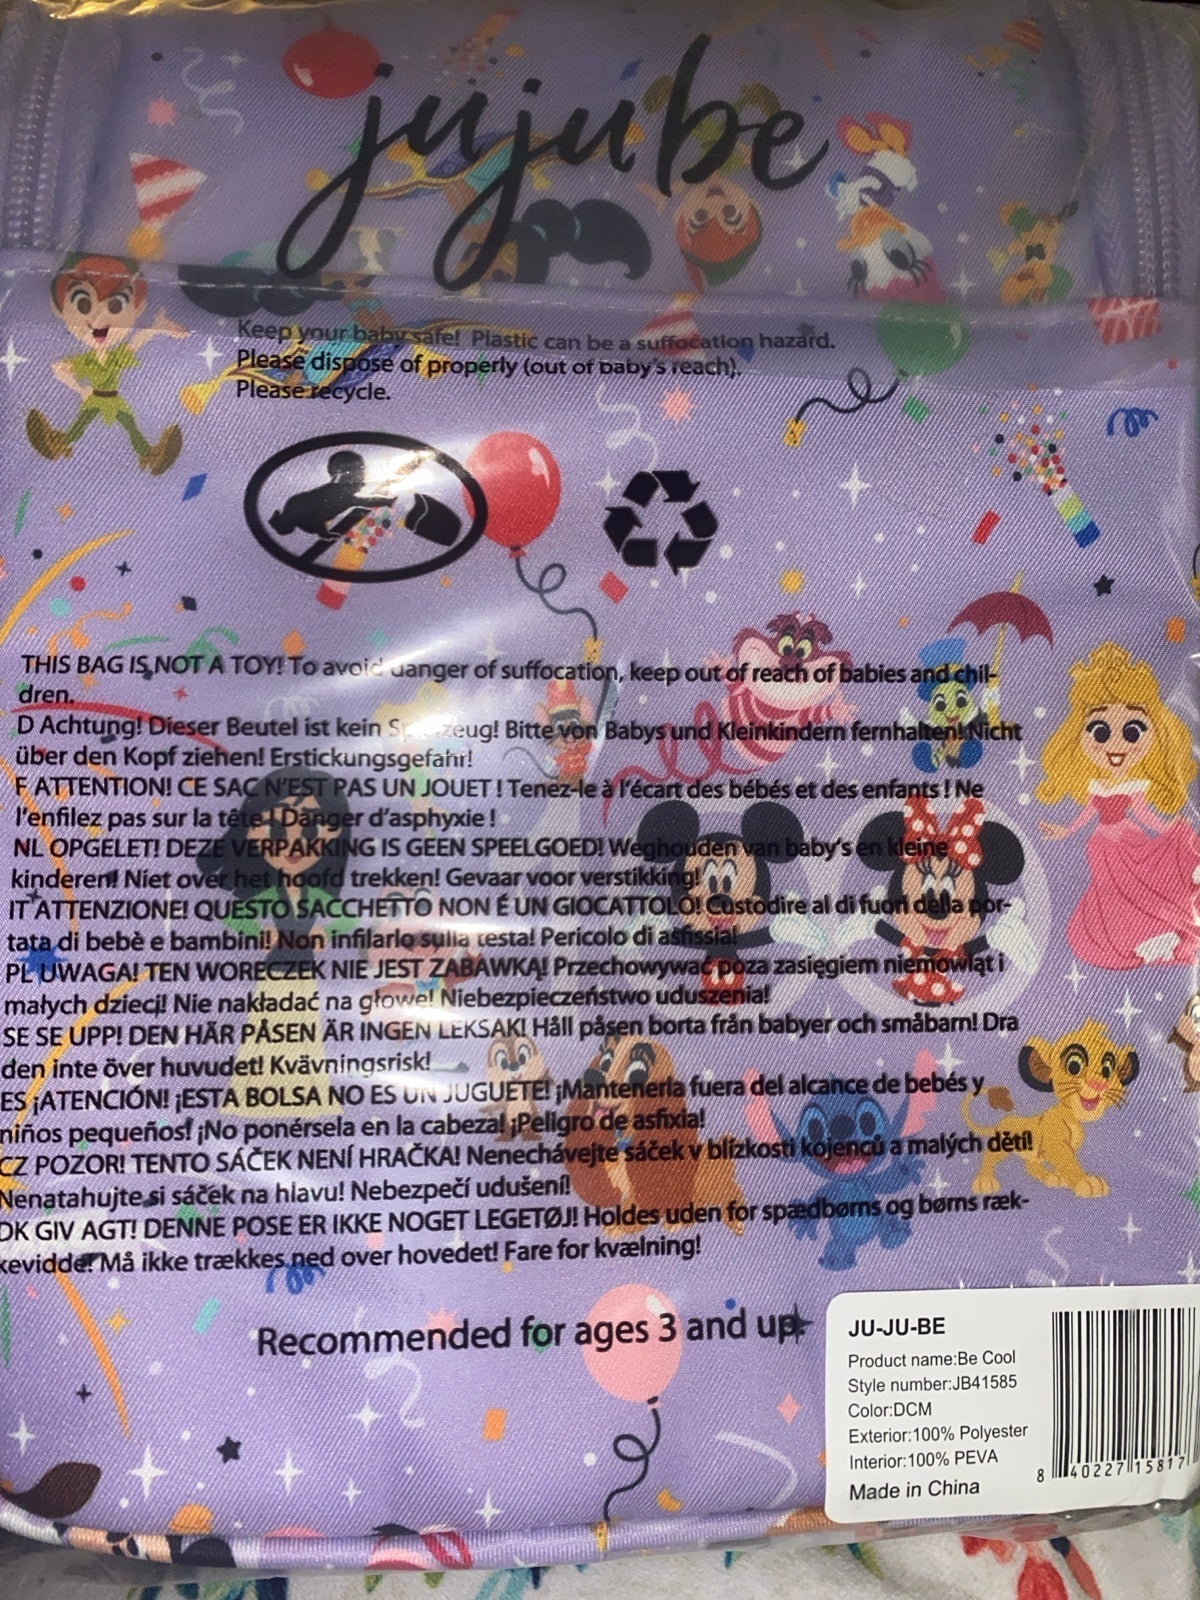 jujube
Keep your baby safe! Plastic can be a suffocation hazard.
Please dispose of properly (out of baby's reach).
Please recycle.
THIS BAG IS NOT A TOY! To avoid danger of suffocation, keep out of reach of babies and chil-
dren.
D Achtung! Dieser Beutel ist kein Spielzeug! Bitte von Babys und Kleinkindern fernhalten! Nicht
über den Kopf ziehen! Erstickungsgefahr!
F ATTENTION! CE SAC N'EST PAS UN JOUET ! Tenez-le à l'écart des bébés et des enfants ! Ne
l'enfilez pas sur la tête ! Danger d'asphyxie !
NL OPGELET! DEZE VERPAKKING IS GEEN SPEELGOED! Weghouden van baby's en kleine
kinderen! Niet over het hoofd trekken! Gevaar voor verstikking!
IT ATTENZIONE! QUESTO SACCHETTO NON É UN GIOCATTOLO! Custodire al di fuori della por-
tata di bebè e bambini! Non infilarlo sulla testa! Pericolo di asfissia!
PL UWAGA! TEN WORECZEK NIE JEST ZABAWKĄ! Przechowywać poza zasięgiem niemowląt i
małych dzieci! Nie nakładać na głowę! Niebezpieczeństwo uduszenia!
SE SE UPP! DEN HÄR PÅSEN ÄR INGEN LEKSAK! Håll påsen borta från babyer och småbarn! Dra
den inte över huvudet! Kvävningsrisk!
ES ¡ATENCIÓN! ¡ESTA BOLSA NO ES UN JUGUETE! ¡Mantenerla fuera del alcance de bebés y
niños pequeños! ¡No ponérsela en la cabeza! ¡Peligro de asfixia!
CZ POZOR! TENTO SÁČEK NENÍ HRAČKA! Nenechávejte sáček v blízkosti kojenců a malých dětí!
Nenatahujte si sáček na hlavu! Nebezpečí udušení!
DK GIV AGT! DENNE POSE ER IKKE NOGET LEGETØJ! Holdes uden for spædbørns og børns ræk-
kevidde! Må ikke trækkes ned over hovedet! Fare for kvælning!
Recommended for ages 3 and up.
JU-JU-BE
Product name:Be Cool
Style number:JB41585
Color:DCM
Exterior:100% Polyester
Interior:100% PEVA
Made in China
8 40227 15817